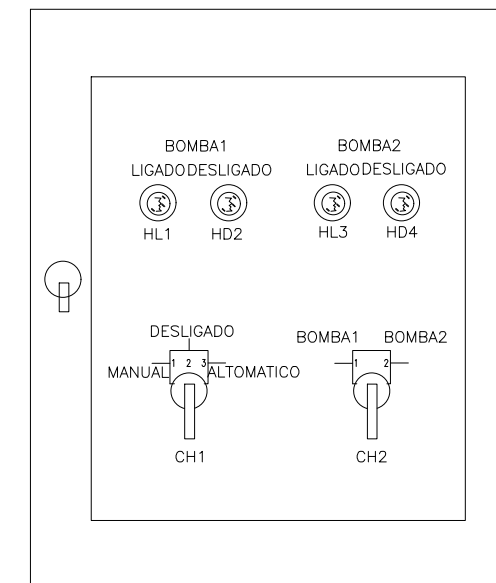 BOMBA1 BOMBA2
LIGADO DESLIGADO LIGADO DESLIGADO
HL1 HD2 HL3 HD4
DESLIGADO
BOMBA1 BOMBA2
1 2 3 1 2
MANUAL ALTOMATICO
CH1 CH2